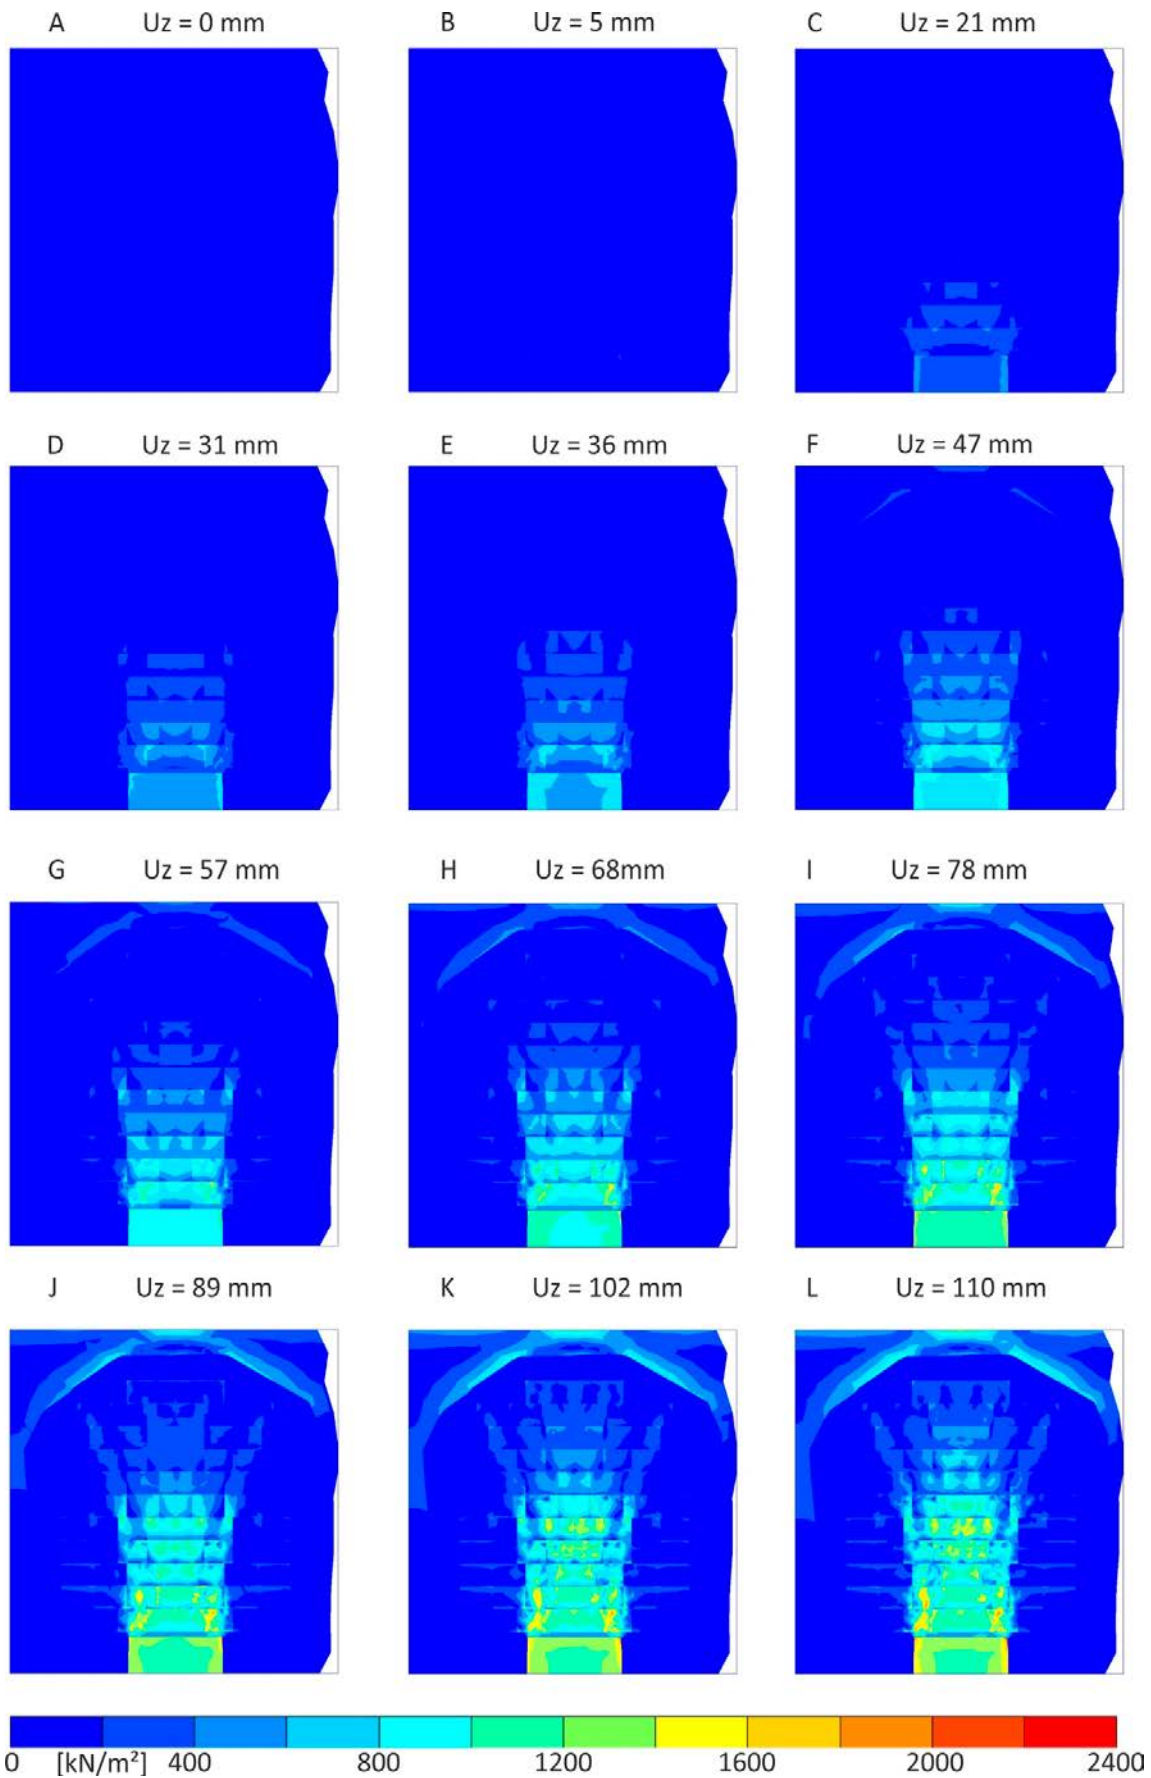 A Uz = 0 mm B Uz = 5 mm C Uz = 21 mm
D Uz = 31 mm E Uz = 36 mm F Uz = 47 mm
G Uz = 57 mm H Uz = 68mm I Uz = 78 mm
J Uz = 89 mm K Uz = 102 mm L Uz = 110 mm
0 [kN/m²] 400 800 1200 1600 2000 2400